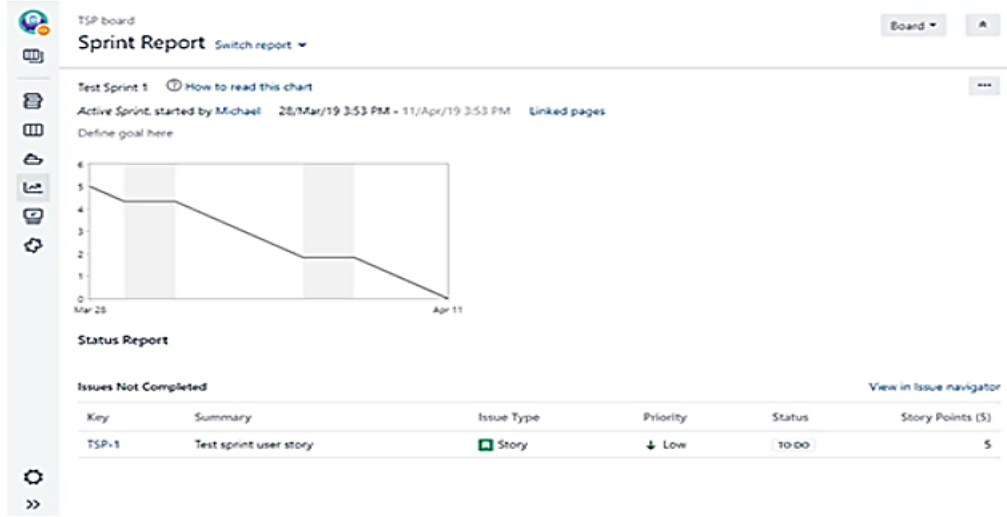 TSP board
Sprint Report Switch report
Board
Test Sprint 1 How to read this chart
Active Sprint, started by Michael 28/Mar/19 3:53 PM - 11/Apr/19 3:53 PM Linked pages
Define goal here
6
5
4
3
2
1
0
Mar 28 Apr 11
Status Report
Issues Not Completed View in Issue navigator
Key Summary Issue Type Priority Status Story Points (5)
TSP-1 Test sprint user story Story Low TO DO 5